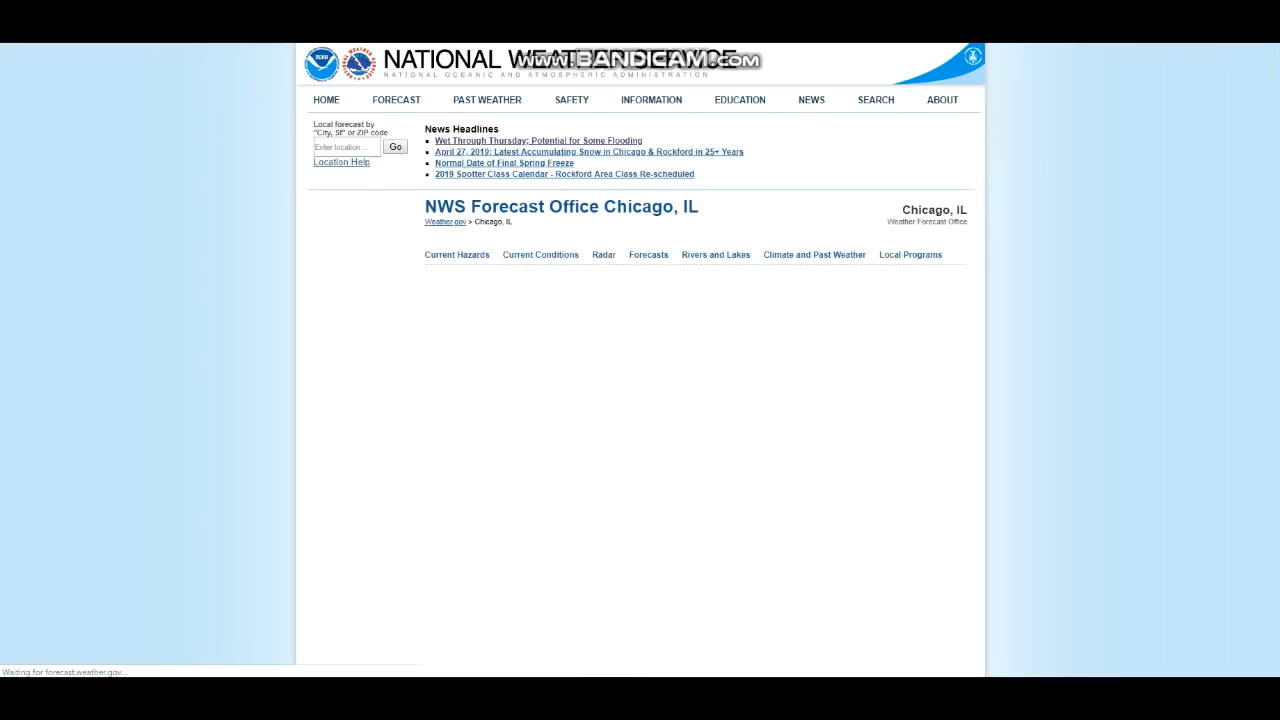 NATIONAL WEATHER SERVICE
www.BANDICAM.com
NATIONAL OCEANIC AND ATMOSPHERIC ADMINISTRATION
HOME FORECAST PAST WEATHER SAFETY INFORMATION EDUCATION NEWS SEARCH ABOUT
Local forecast by
"City, St" or ZIP code
Enter location ... Go
Location Help
News Headlines
Wet Through Thursday; Potential for Some Flooding
April 27, 2019: Latest Accumulating Snow in Chicago & Rockford in 25+ Years
Normal Date of Final Spring Freeze
2019 Spotter Class Calendar - Rockford Area Class Re-scheduled
NWS Forecast Office Chicago, IL
Weather.gov > Chicago, IL
Chicago, IL
Weather Forecast Office
Current Hazards Current Conditions Radar Forecasts Rivers and Lakes Climate and Past Weather Local Programs
Waiting for forecast.weather.gov...